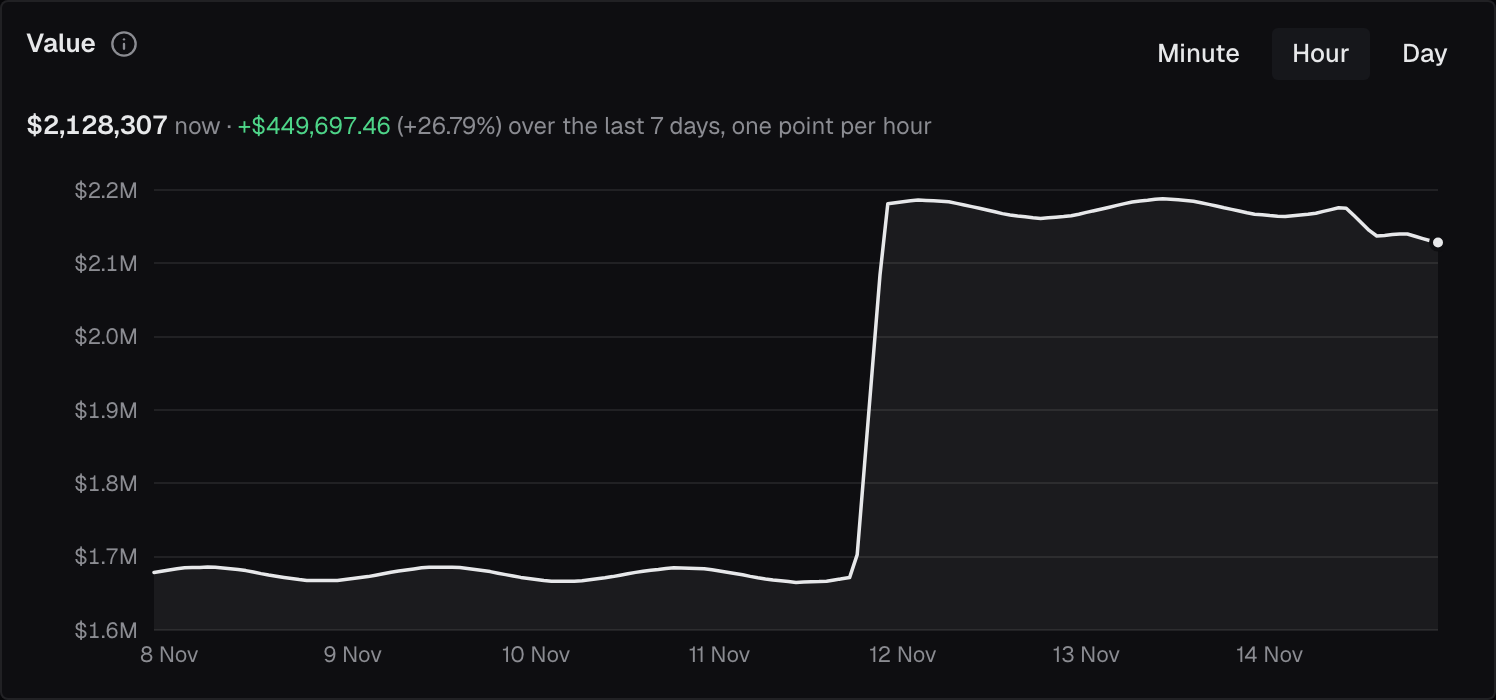 Value
Minute Hour Day
$2,128,307 now · +$449,697.46 (+26.79%) over the last 7 days, one point per hour
$2.2M
$2.1M
$2.0M
$1.9M
$1.8M
$1.7M
$1.6M
8 Nov 9 Nov 10 Nov 11 Nov 12 Nov 13 Nov 14 Nov